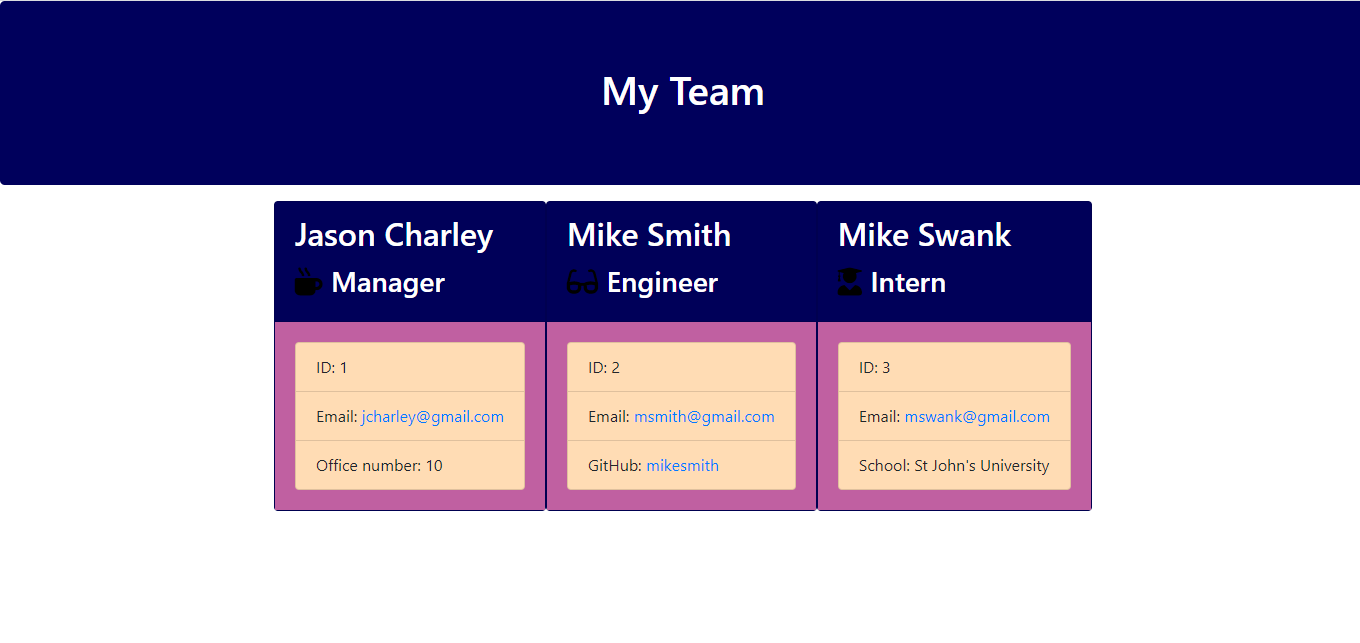 My Team
Jason Charley
Manager
ID: 1
Email: jcharley@gmail.com
Office number: 10
Mike Smith
Engineer
ID: 2
Email: msmith@gmail.com
GitHub: mikesmith
Mike Swank
Intern
ID: 3
Email: mswank@gmail.com
School: St John's University